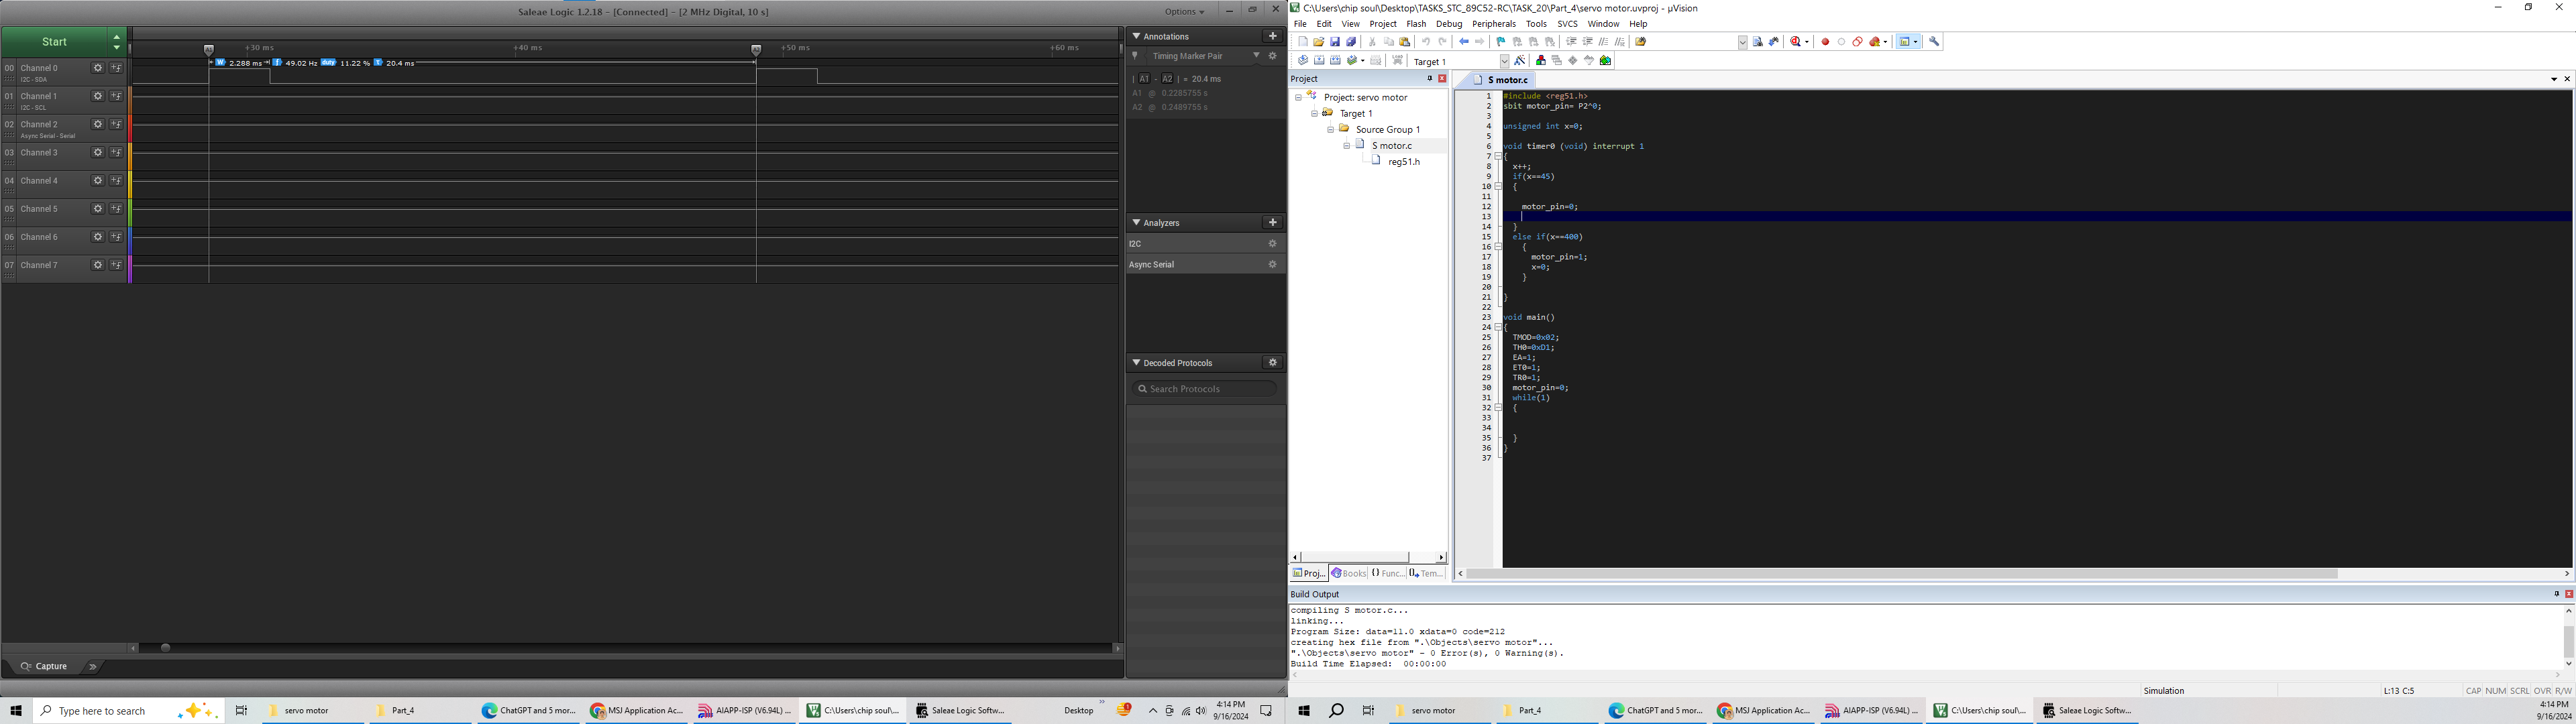 Saleae Logic 1.2.18 - [Connected] - [2 MHz Digital, 10 s]
Options
Start
+30 ms
+40 ms
+50 ms
+60 ms
W 2.288 ms f 49.02 Hz duty 11.22 % T 20.4 ms
00 Channel 0
I2C - SDA
01 Channel 1
I2C - SCL
02 Channel 2
Async Serial - Serial
03 Channel 3
04 Channel 4
05 Channel 5
06 Channel 6
07 Channel 7
Annotations
Timing Marker Pair
| A1 - A2 | = 20.4 ms
A1 @ 0.2285755 s
A2 @ 0.2489755 s
Analyzers
I2C
Async Serial
Decoded Protocols
Search Protocols
Capture
C:\Users\chip soul\Desktop\TASKS_STC_89C52-RC\TASK_20\Part_4\servo motor.uvproj - µVision
File Edit View Project Flash Debug Peripherals Tools SVCS Window Help
Target 1
Project
Project: servo motor
Target 1
Source Group 1
S motor.c
reg51.h
Proj... Books {} Func... Tem...
S motor.c
1 #include <reg51.h>
2 sbit motor_pin= P2^0;
3
4 unsigned int x=0;
5
6 void timer0 (void) interrupt 1
7 {
8 x++;
9 if(x==45)
10 {
11
12 motor_pin=0;
13
14 }
15 else if(x==400)
16 {
17 motor_pin=1;
18 x=0;
19 }
20
21 }
22
23 void main()
24 {
25 TMOD=0x02;
26 TH0=0xD1;
27 EA=1;
28 ET0=1;
29 TR0=1;
30 motor_pin=0;
31 while(1)
32 {
33
34
35 }
36 }
37
Build Output
compiling S motor.c...
linking...
Program Size: data=11.0 xdata=0 code=212
creating hex file from ".\Objects\servo motor"...
".\Objects\servo motor" - 0 Error(s), 0 Warning(s).
Build Time Elapsed: 00:00:00
Simulation
L:13 C:5
CAP NUM SCRL OVR R/W
Type here to search
servo motor
Part_4
ChatGPT and 5 mor...
MSJ Application Ac...
AIAPP-ISP (V6.94L) ...
C:\Users\chip soul\...
Saleae Logic Softw...
Desktop
4:14 PM
9/16/2024
servo motor
Part_4
ChatGPT and 5 mor...
MSJ Application Ac...
AIAPP-ISP (V6.94L) ...
C:\Users\chip soul\...
Saleae Logic Softw...
4:14 PM
9/16/2024